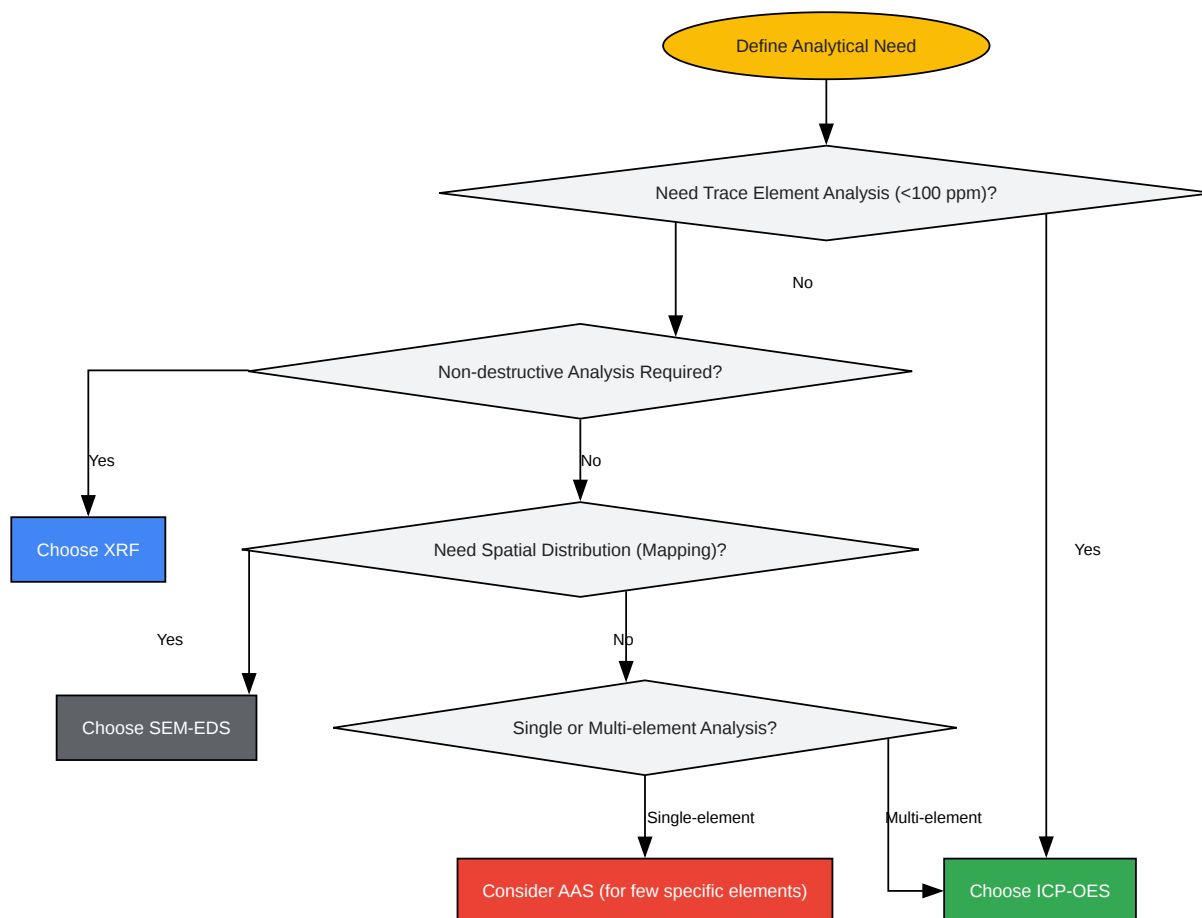 Define Analytical Need
Need Trace Element Analysis (<100 ppm)?
No
Non-destructive Analysis Required?
Yes
No
Choose XRF
Need Spatial Distribution (Mapping)?
Yes
Yes
No
Choose SEM-EDS
Single or Multi-element Analysis?
Single-element
Multi-element
Consider AAS (for few specific elements)
Choose ICP-OES